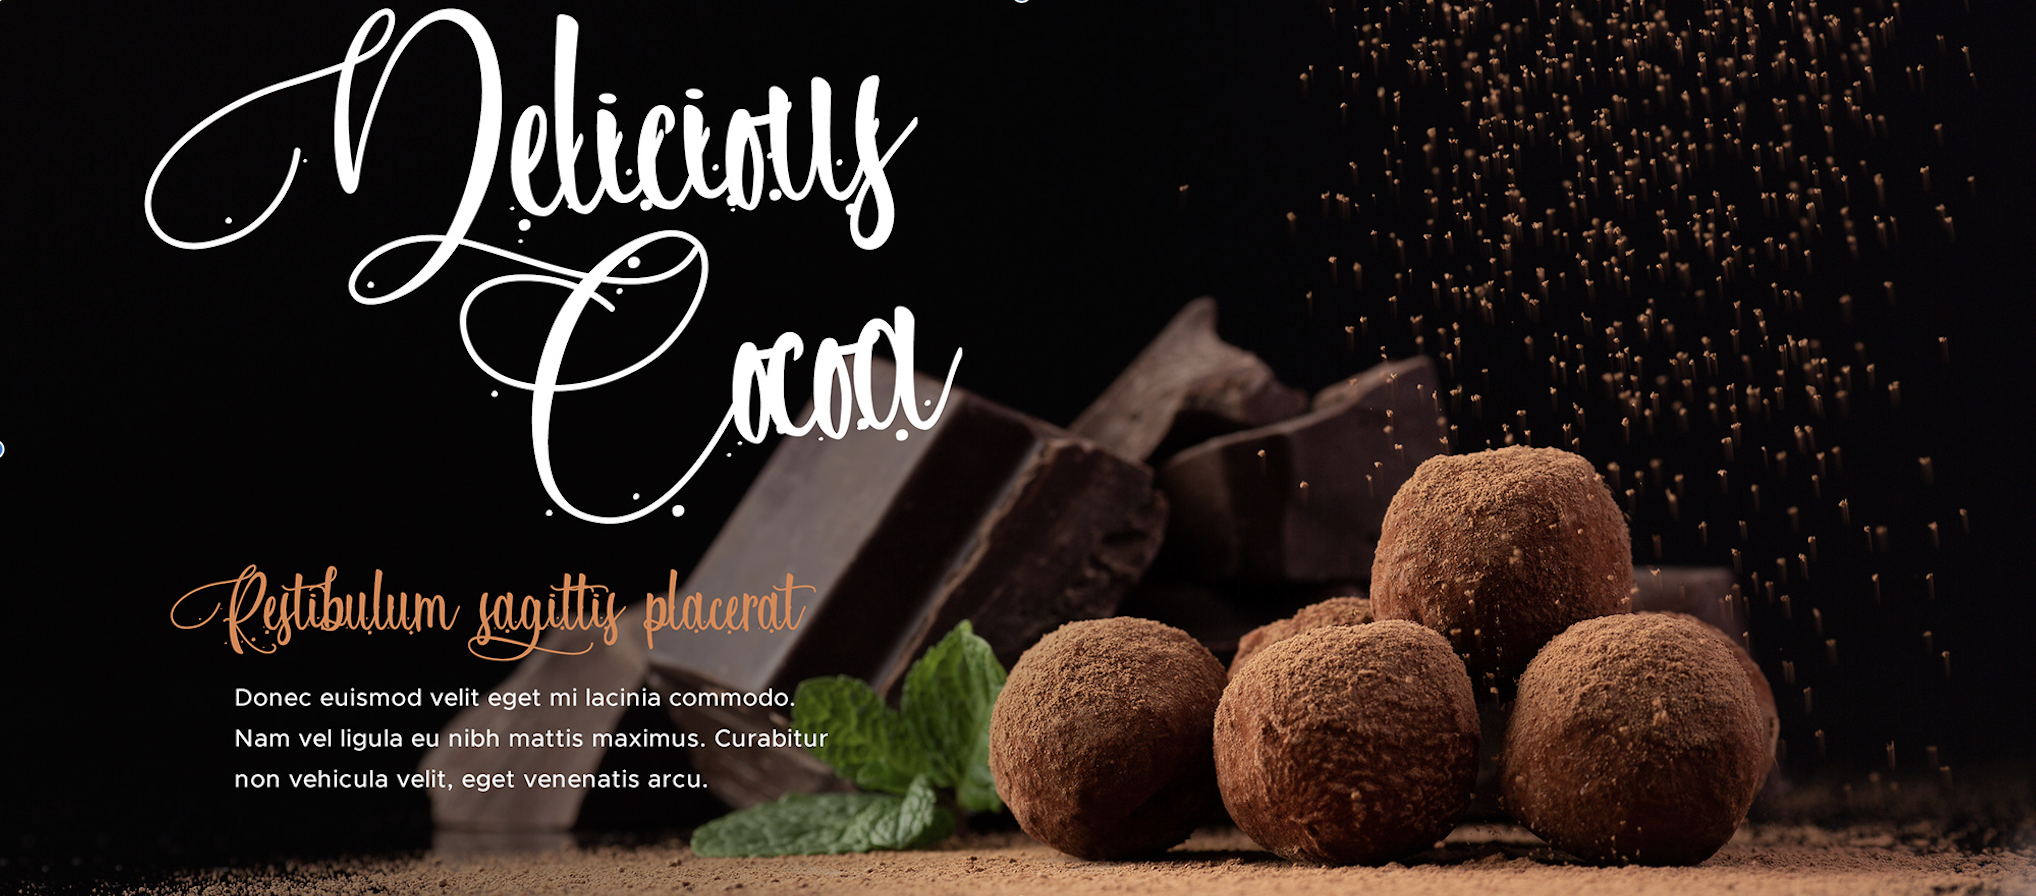 Delicious
Cocoa
Restibulum sagittis placerat
Donec euismod velit eget mi lacinia commodo.
Nam vel ligula eu nibh mattis maximus. Curabitur
non vehicula velit, eget venenatis arcu.